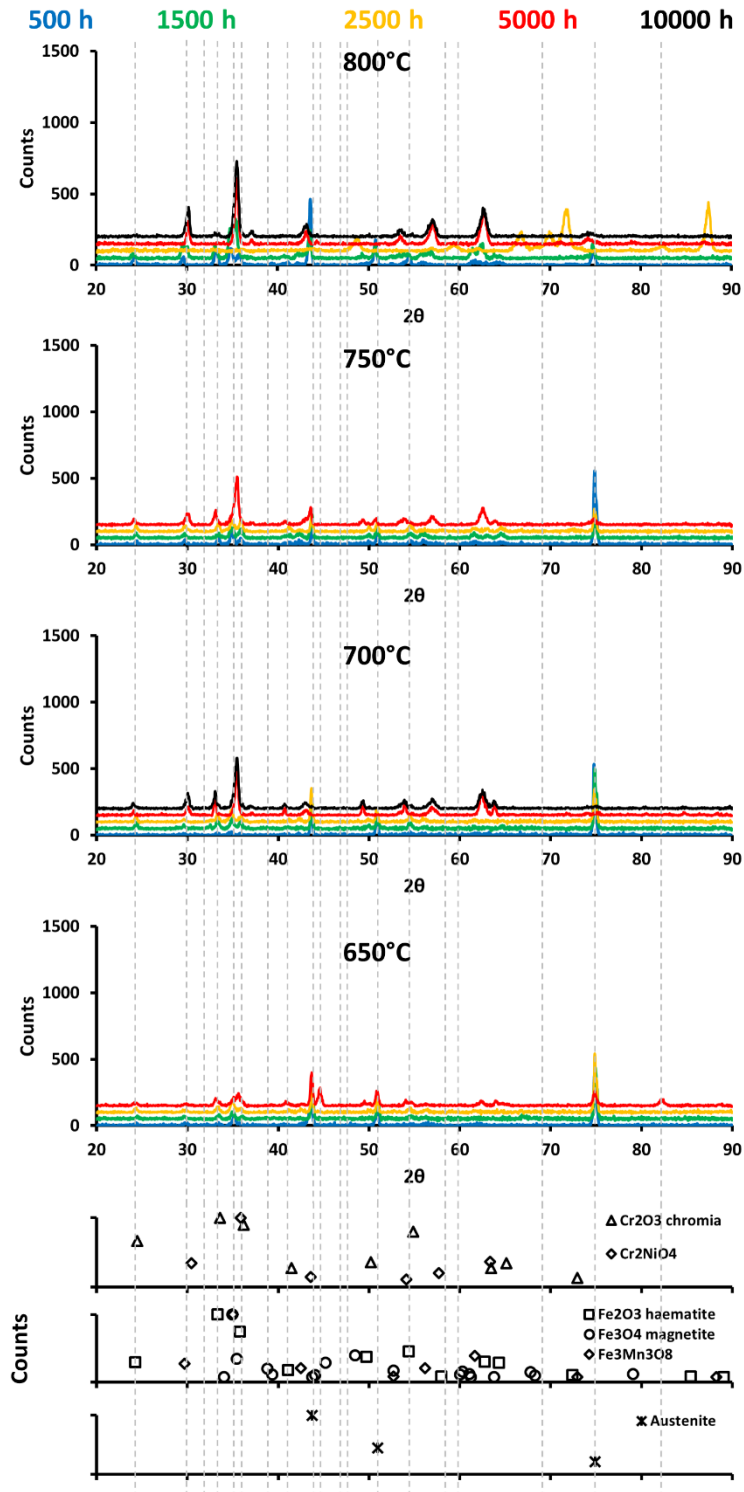 500 h 1500 h 2500 h 5000 h 10000 h
800°C
1500
1000
500
0
Counts
20 30 40 50 60 70 80 90
2θ
750°C
1500
1000
500
0
Counts
20 30 40 50 60 70 80 90
2θ
700°C
1500
1000
500
0
Counts
20 30 40 50 60 70 80 90
2θ
650°C
1500
1000
500
0
Counts
20 30 40 50 60 70 80 90
2θ
Cr2O3 chromia
Cr2NiO4
Counts
Fe2O3 haematite
Fe3O4 magnetite
Fe3Mn3O8
Austenite